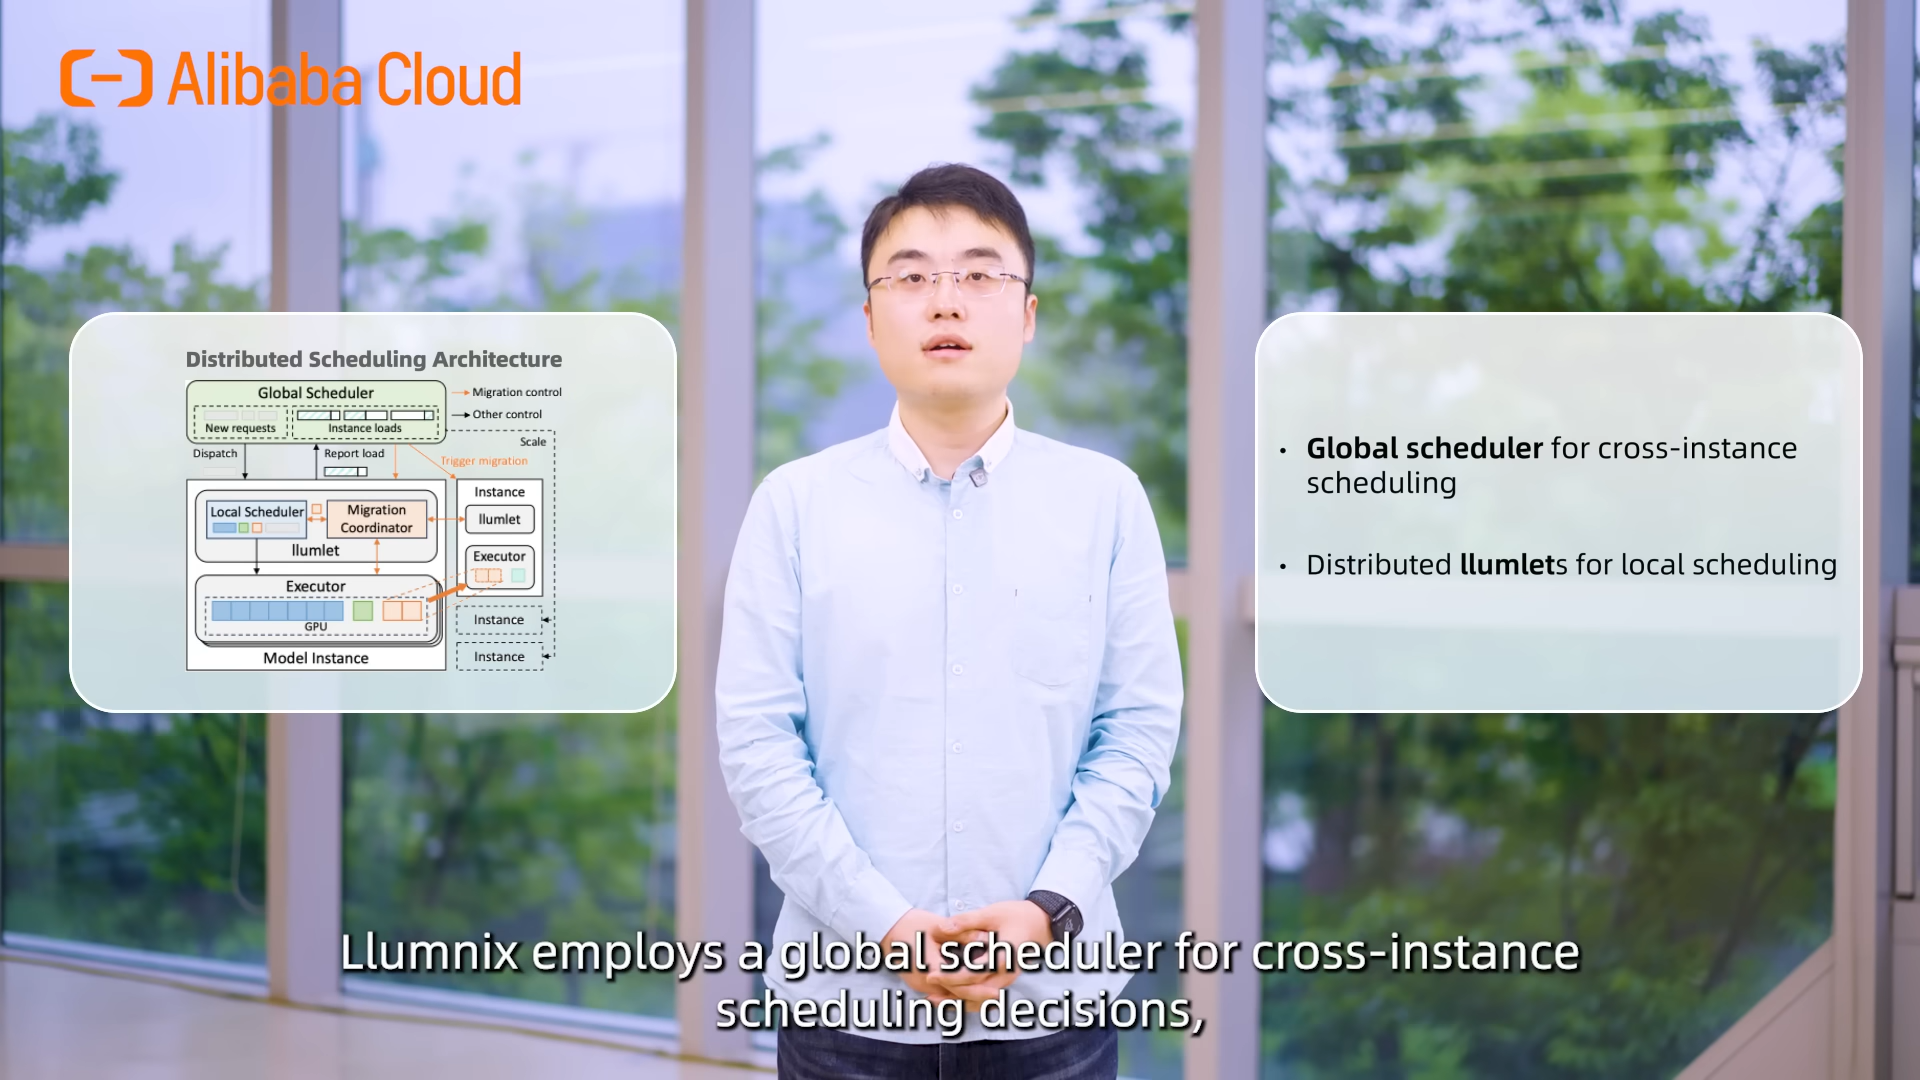 Alibaba Cloud
Distributed Scheduling Architecture
Global Scheduler
New requests
Instance loads
Migration control
Other control
Scale
Dispatch
Report load
Trigger migration
Local Scheduler
Migration
Coordinator
llumlet
Executor
GPU
Model Instance
Instance
llumlet
Executor
Instance
Instance
• Global scheduler for cross-instance
scheduling
• Distributed llumlets for local scheduling
Llumnix employs a global scheduler for cross-instance
scheduling decisions,